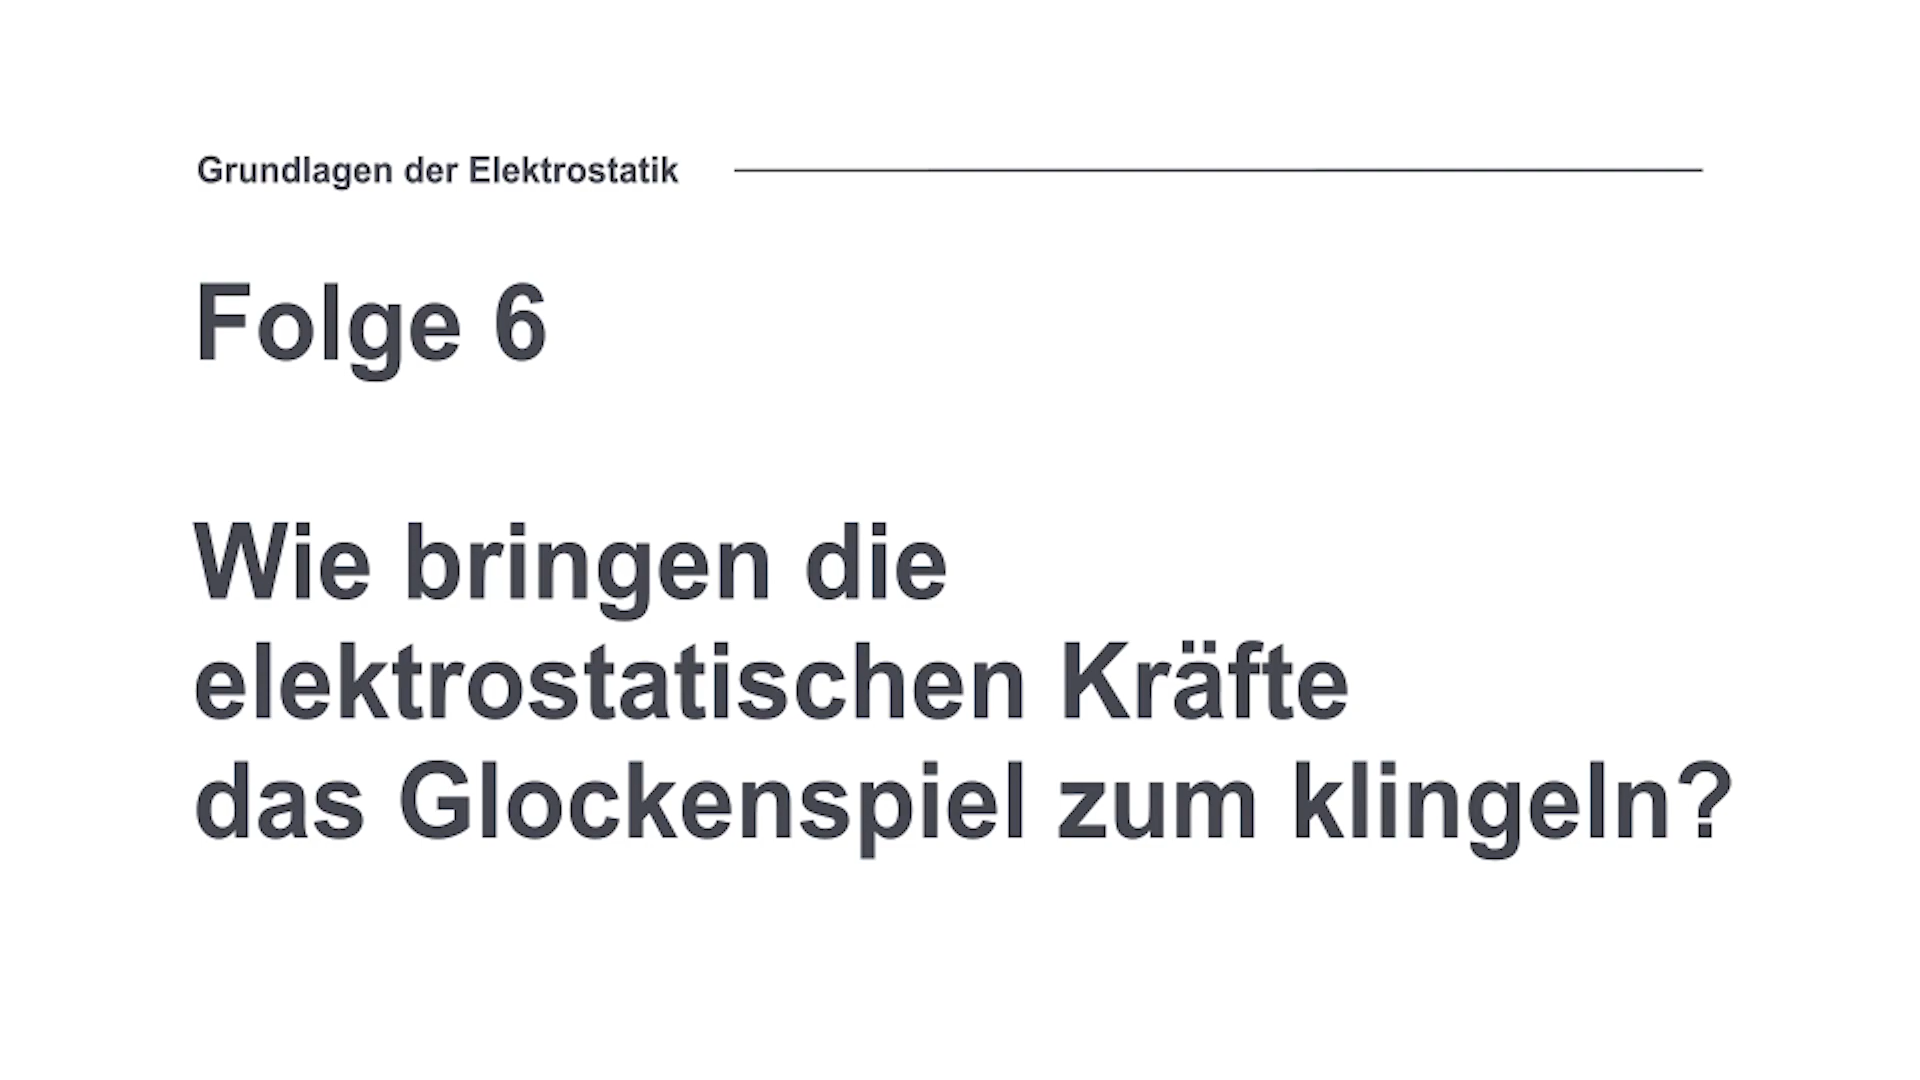 Grundlagen der Elektrostatik
Folge 6
Wie bringen die
elektrostatischen Kräfte
das Glockenspiel zum klingeln?